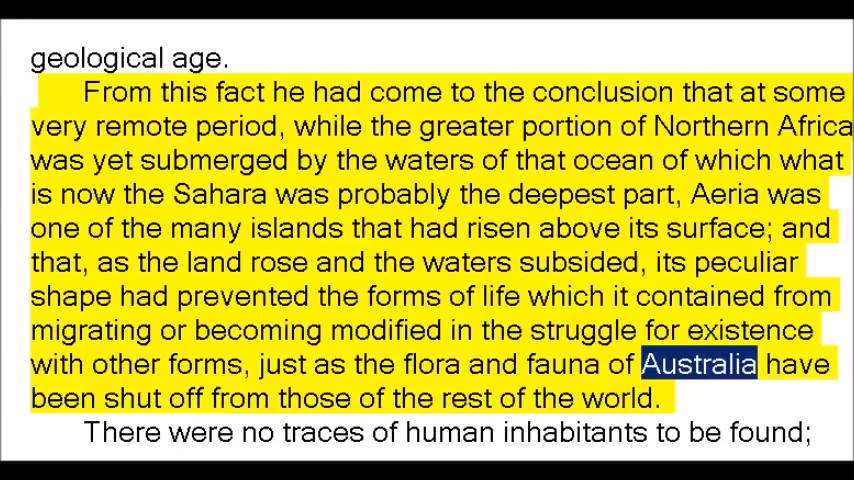 geological age.
From this fact he had come to the conclusion that at some
very remote period, while the greater portion of Northern Africa
was yet submerged by the waters of that ocean of which what
is now the Sahara was probably the deepest part, Aeria was
one of the many islands that had risen above its surface; and
that, as the land rose and the waters subsided, its peculiar
shape had prevented the forms of life which it contained from
migrating or becoming modified in the struggle for existence
with other forms, just as the flora and fauna of Australia have
been shut off from those of the rest of the world.
There were no traces of human inhabitants to be found;